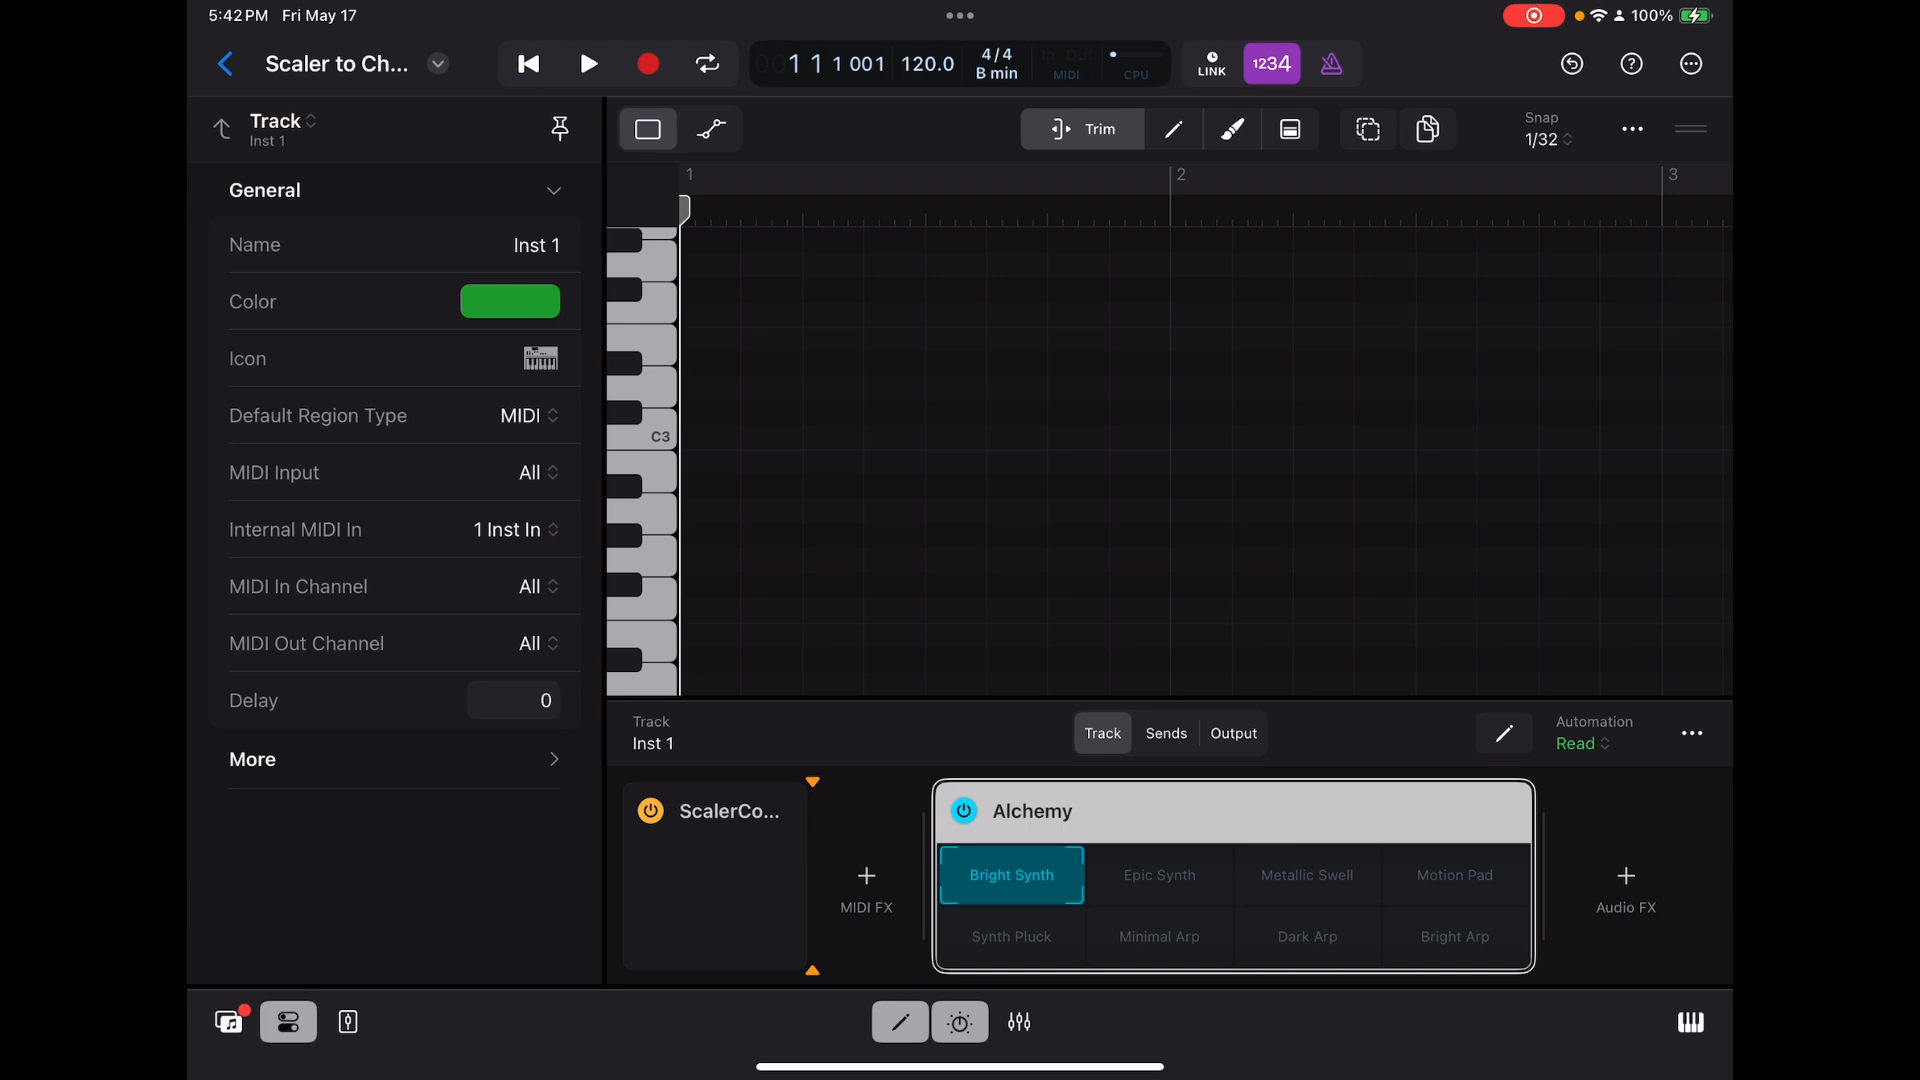 5:42 PM Fri May 17
100%
Scaler to Ch...
001 1 1 001
120.0
4/4
B min
In Out
MIDI
CPU
LINK
1234
Track
Inst 1
Trim
Snap
1/32
General
1
2
3
Name
Inst 1
Color
Icon
Default Region Type
MIDI
C3
MIDI Input
All
Internal MIDI In
1 Inst In
MIDI In Channel
All
MIDI Out Channel
All
Delay
0
More
Track
Inst 1
Track
Sends
Output
Automation
Read
ScalerCo...
MIDI FX
Alchemy
Bright Synth
Epic Synth
Metallic Swell
Motion Pad
Synth Pluck
Minimal Arp
Dark Arp
Bright Arp
Audio FX